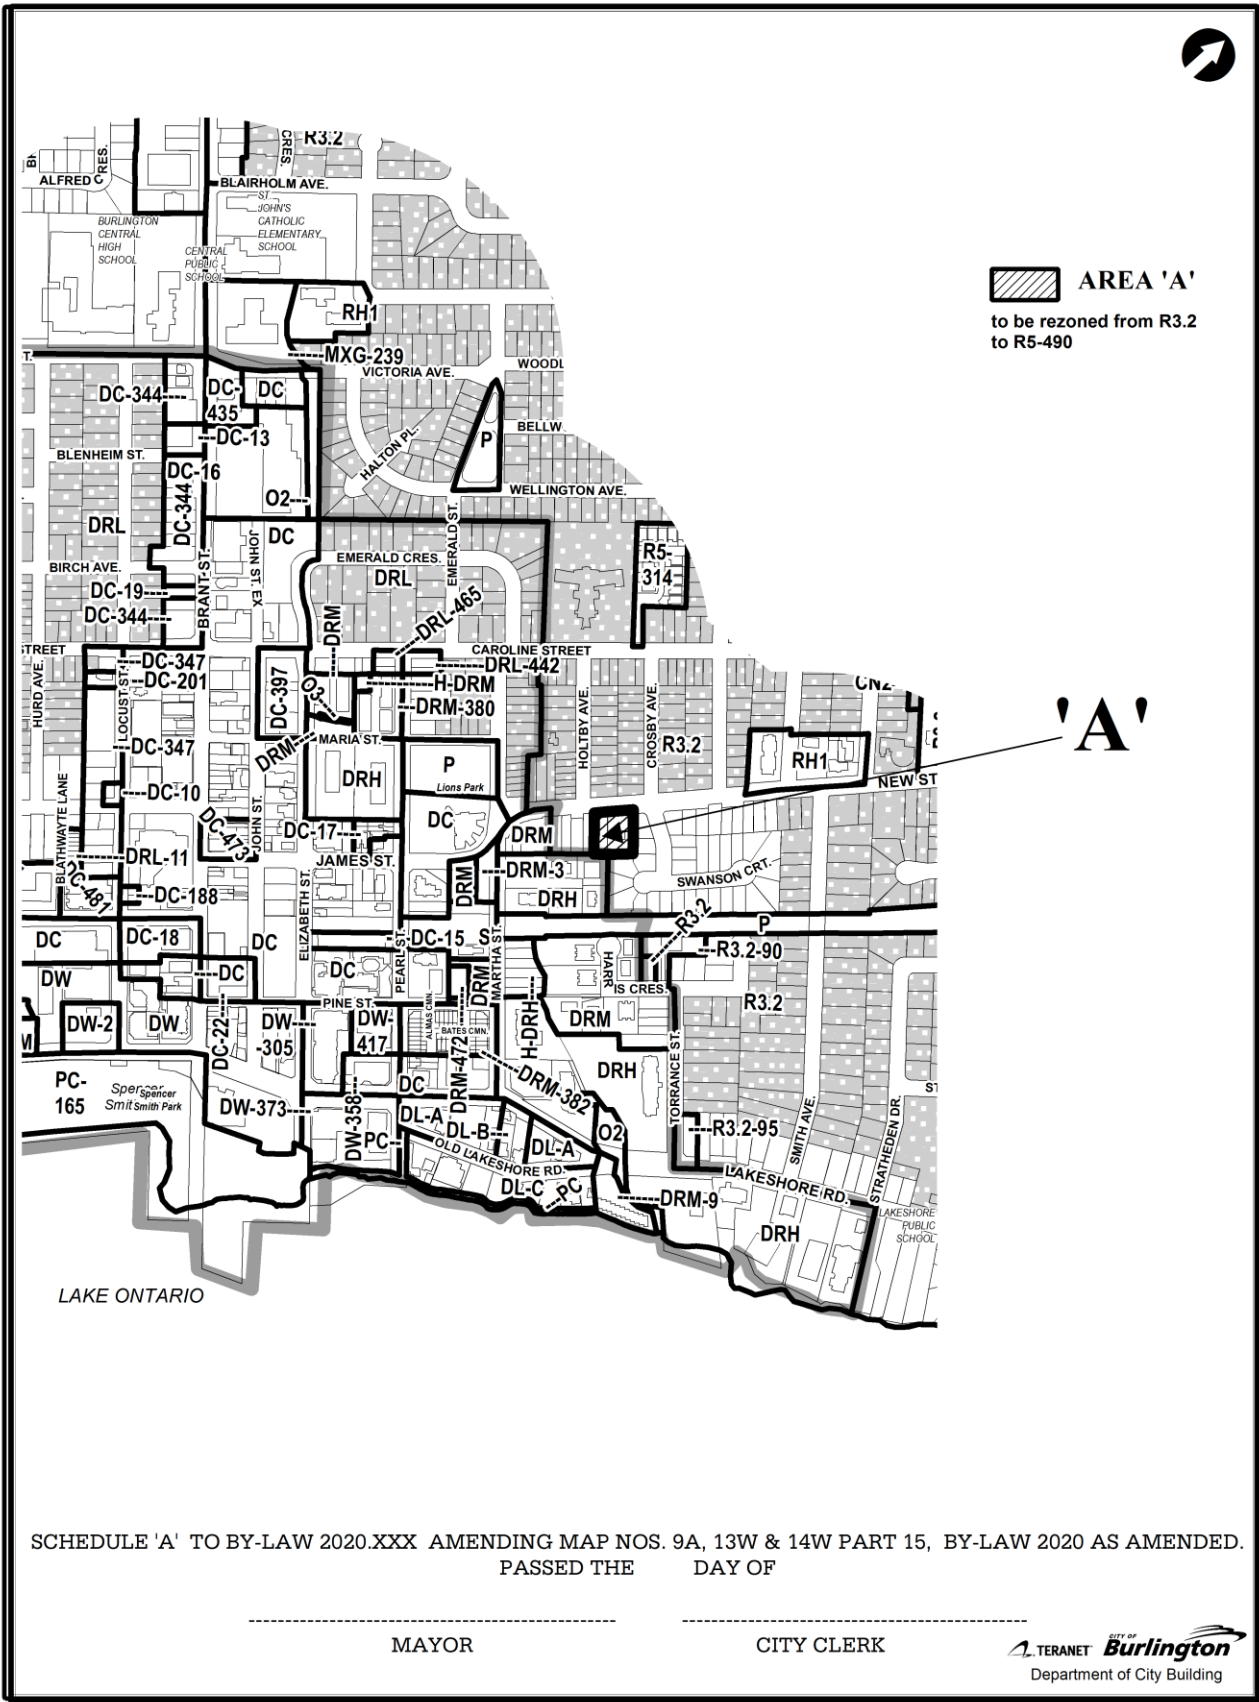 CRES.
R3.2
ALFRED CRES.
BLAIRHOLM AVE.
ST.
JOHN'S
CATHOLIC
ELEMENTARY
SCHOOL
BURLINGTON
CENTRAL
HIGH
SCHOOL
CENTRAL
PUBLIC
SCHOOL
AREA 'A'
to be rezoned from R3.2
to R5-490
RH1
MXG-239
VICTORIA AVE.
WOODL
DC-344
DC-
435
DC
BELLW
P
DC-13
HALTON PL.
BLENHEIM ST.
DC-16
WELLINGTON AVE.
DC-344
O2
DRL
BRANT ST.
JOHN ST. EX
DC
EMERALD ST.
EMERALD CRES.
DRL
R5-
314
BIRCH AVE.
DC-19
DC-344
DRM
DRL-465
STREET
CAROLINE STREET
DC-347
DC-201
HURD AVE.
LOCUST ST.
DC-397
O3
DRL-442
H-DRM
DRM-380
CN2-
HOLTBY AVE.
CROSBY AVE.
R3.2
'A'
DC-347
DRM
MARIA ST.
RH1
NEW ST
P
Lions Park
DRH
DC-10
BLATHWAYTE LANE
JOHN ST.
DC-473
DC-17
DC
DRM
JAMES ST.
DRL-11
DC-481
DC-188
ELIZABETH ST.
DRM
DRM-3
DRH
SWANSON CRT.
R3.2
P
DC
DC-18
DC
DC-15
S
PEARL ST.
MARTHA ST.
DRM
HARR
IS CRES.
R3.2-90
R3.2
DW
DC
DC
PINE ST.
DW-2
DW
DC-22
DW
-305
DW-
417
ALMAS CMN.
BATES CMN.
H-DRH
DRM
M
TORRANCE ST.
DRH
PC-
165
Spencer
Smith Park
DW-373
DW-358
DC
DRM-472
DRM-382
DL-A
DL-B
PC
OLD LAKESHORE RD.
DL-A
O2
R3.2-95
SMITH AVE.
STRATHEDEN DR.
ST
DL-C
PC
LAKESHORE RD.
DRM-9
DRH
LAKESHORE
PUBLIC
SCHOOL
LAKE ONTARIO
SCHEDULE 'A' TO BY-LAW 2020.XXX AMENDING MAP NOS. 9A, 13W & 14W PART 15, BY-LAW 2020 AS AMENDED.
PASSED THE DAY OF
MAYOR
CITY CLERK
TERANET
CITY OF
Burlington
Department of City Building